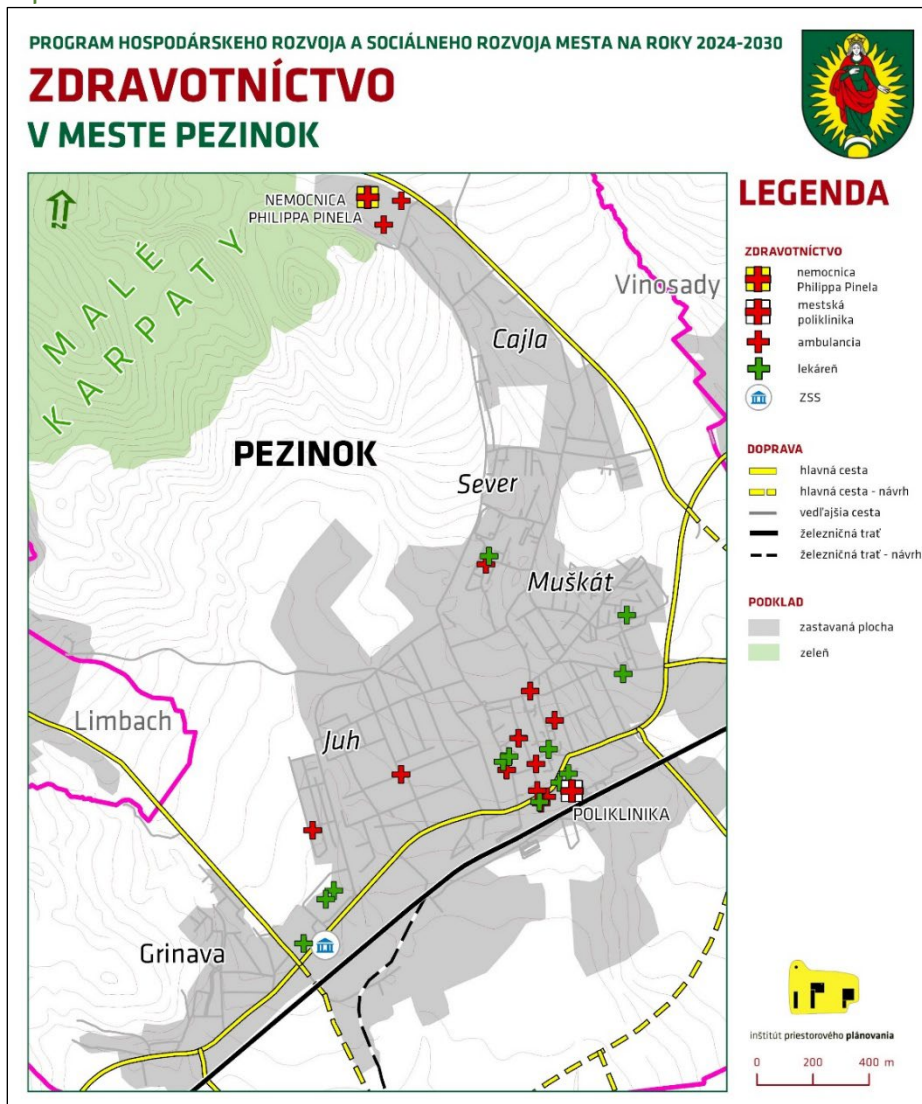 PROGRAM HOSPODÁRSKEHO ROZVOJA A SOCIÁLNEHO ROZVOJA MESTA NA ROKY 2024-2030
ZDRAVOTNÍCTVO
V MESTE PEZINOK
NEMOCNICA
PHILIPPA PINELA
MALÉ
KARPATY
Vinosady
Cajla
PEZINOK
Sever
Muškát
Limbach
Juh
POLIKLINIKA
Grinava
LEGENDA
ZDRAVOTNÍCTVO
nemocnica
Philippa Pinela
mestská
poliklinika
ambulancia
lekáreň
ZSS
DOPRAVA
hlavná cesta
hlavná cesta - návrh
vedľajšia cesta
železničná trať
železničná trať - návrh
PODKLAD
zastavaná plocha
zeleň
inštitút priestorového plánovania
0 200 400 m